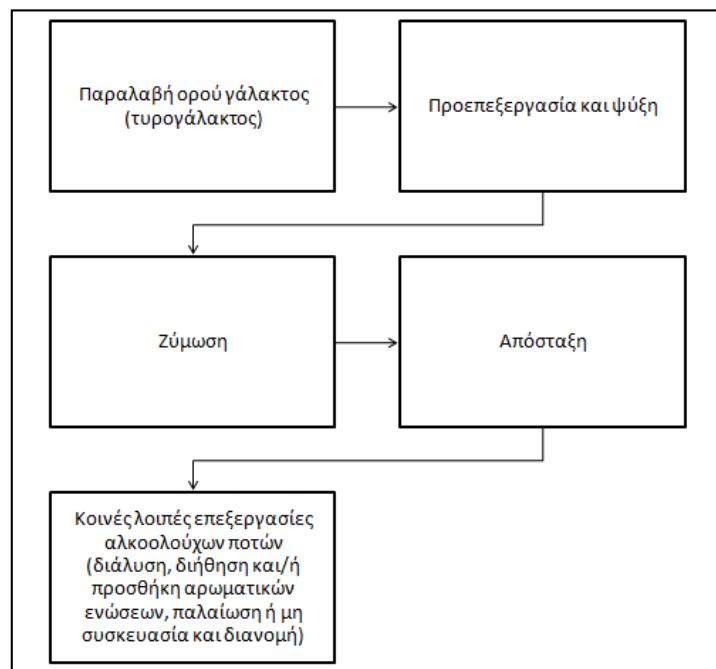 Παραλαβή ορού γάλακτος
(τυρογάλακτος)
Προεπεξεργασία και ψύξη
Ζύμωση
Απόσταξη
Κοινές λοιπές επεξεργασίες
αλκοολούχων ποτών
(διάλυση, διήθηση και/ή
προσθήκη αρωματικών
ενώσεων, παλαίωση ή μη
συσκευασία και διανομή)